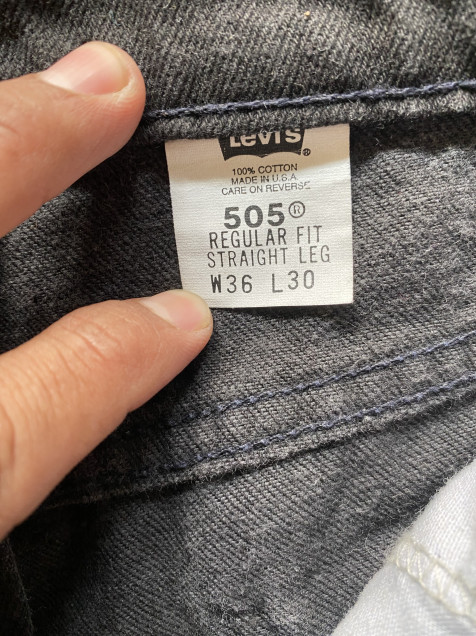 LEVI'S ®
100% COTTON
MADE IN U.S.A.
CARE ON REVERSE
505®
REGULAR FIT
STRAIGHT LEG
W36 L30